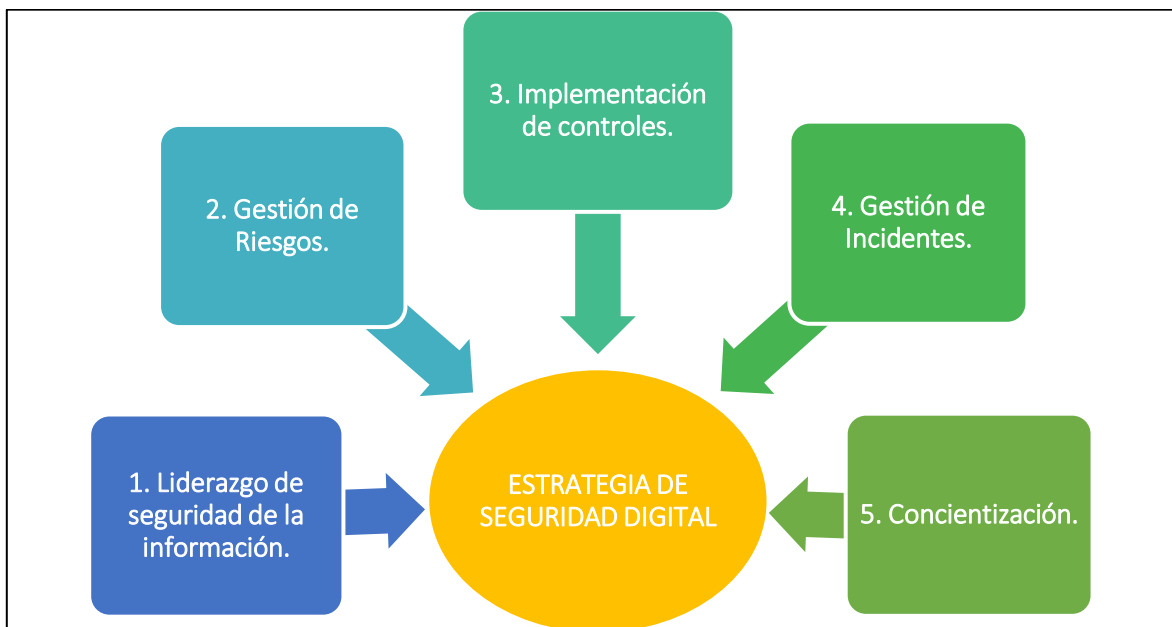 1. Liderazgo de
seguridad de la
información.
2. Gestión de
Riesgos.
3. Implementación
de controles.
4. Gestión de
Incidentes.
5. Concientización.
ESTRATEGIA DE
SEGURIDAD DIGITAL